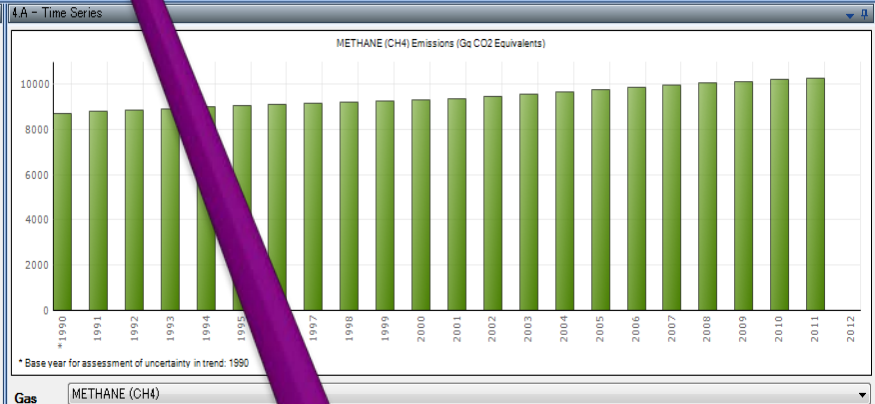 4.A - Time Series
METHANE (CH4) Emissions (Gg CO2 Equivalents)
10000
8000
6000
4000
2000
0
*1990 1991 1992 1993 1994 1995 1997 1998 1999 2000 2001 2002 2003 2004 2005 2006 2007 2008 2009 2010 2011 2012
* Base year for assessment of uncertainty in trend: 1990
Gas METHANE (CH4)